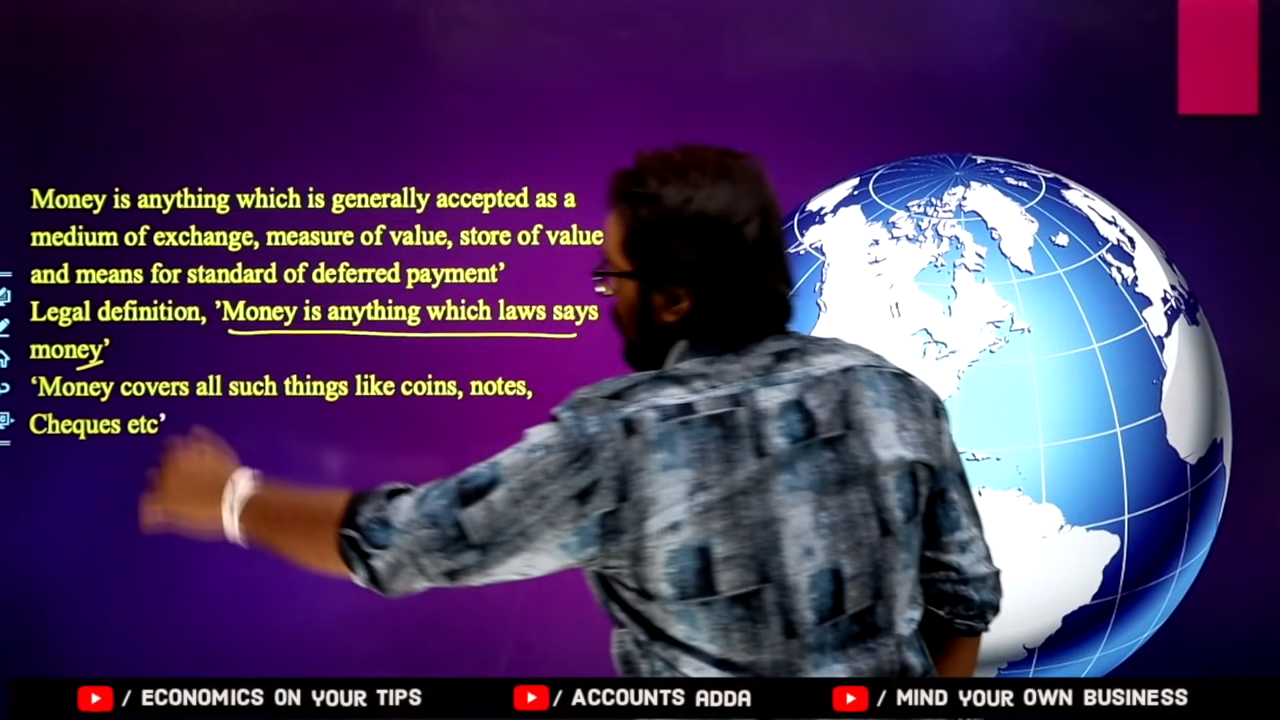 Money is anything which is generally accepted as a
medium of exchange, measure of value, store of value
and means for standard of deferred payment’
Legal definition, ’Money is anything which laws says
money’
‘Money covers all such things like coins, notes,
Cheques etc’
/ ECONOMICS ON YOUR TIPS
/ ACCOUNTS ADDA
/ MIND YOUR OWN BUSINESS